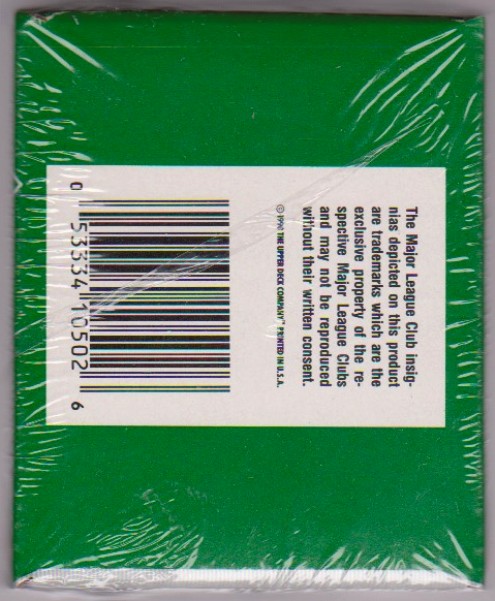 The Major League Club insig-
nias depicted on this product
are trademarks which are the
exclusive property of the re-
spective Major League Clubs
and may not be reproduced
without their written consent.
© 1990 THE UPPER DECK COMPANY™ PRINTED IN U.S.A.
0 53334 10502 6